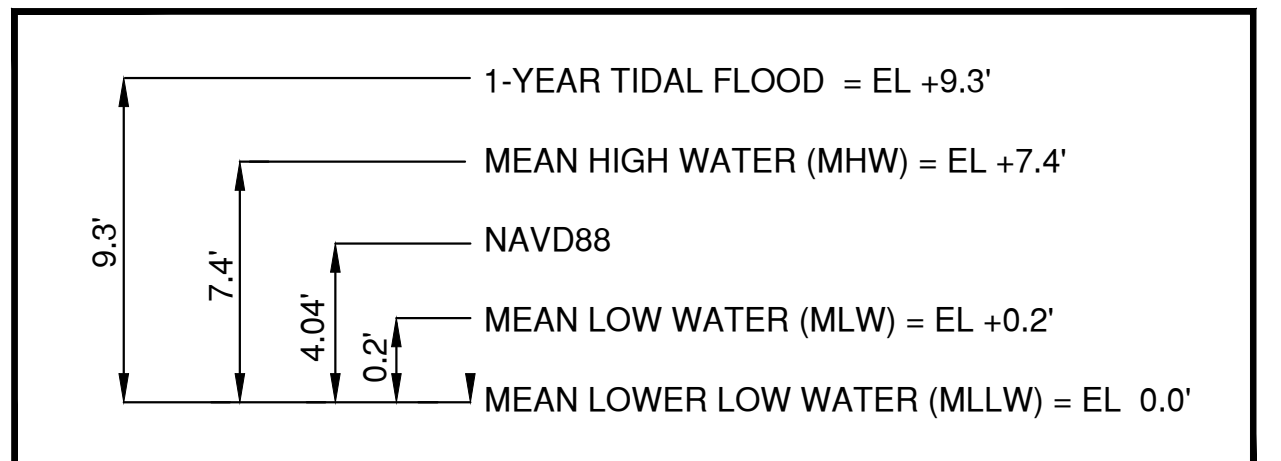 1-YEAR TIDAL FLOOD = EL +9.3'
MEAN HIGH WATER (MHW) = EL +7.4'
NAVD88
MEAN LOW WATER (MLW) = EL +0.2'
MEAN LOWER LOW WATER (MLLW) = EL 0.0'
9.3'
7.4'
4.04'
0.2'